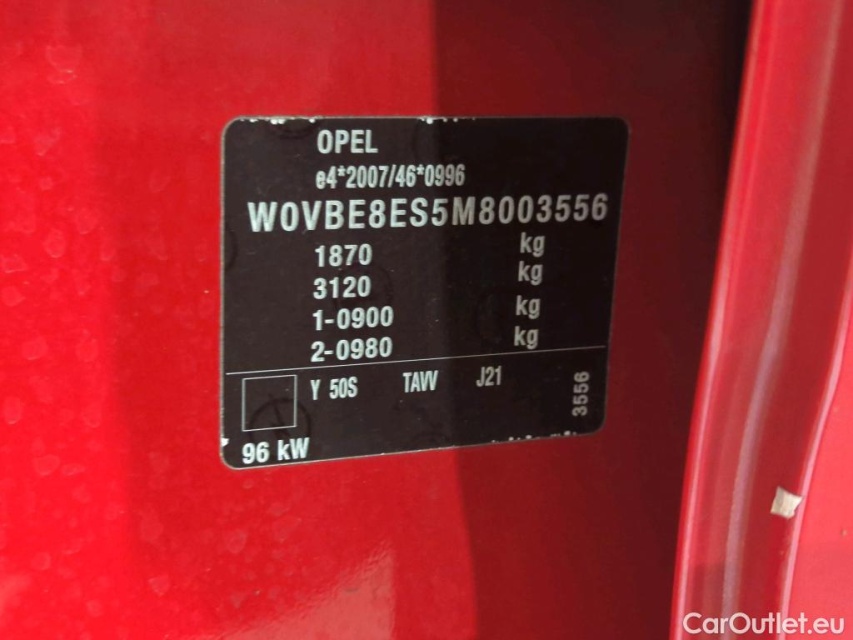 OPEL
e4*2007/46*0996
W0VBE8ES5M8003556
1870 kg
3120 kg
1-0900 kg
2-0980 kg
Y 50S TAW J21 3556
96 kW
CarOutlet.eu